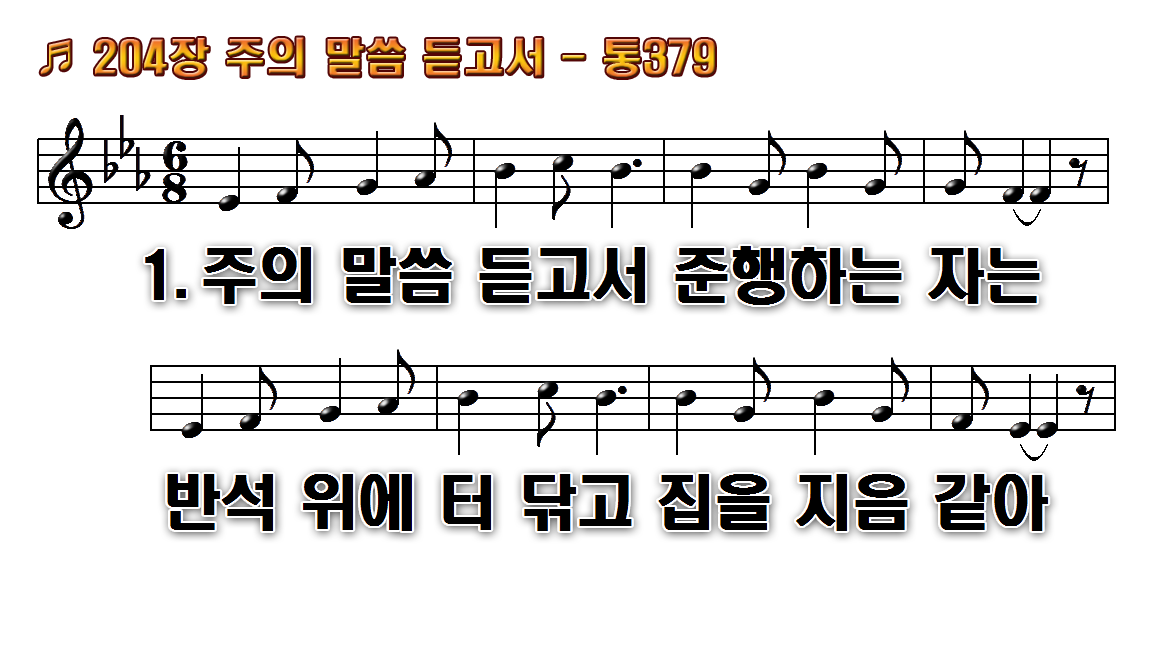 ♬ 204장 주의 말씀 듣고서 - 통379
6
8
1. 주의 말씀 듣고서 준행하는 자는
반석 위에 터 닦고 집을 지음 같아